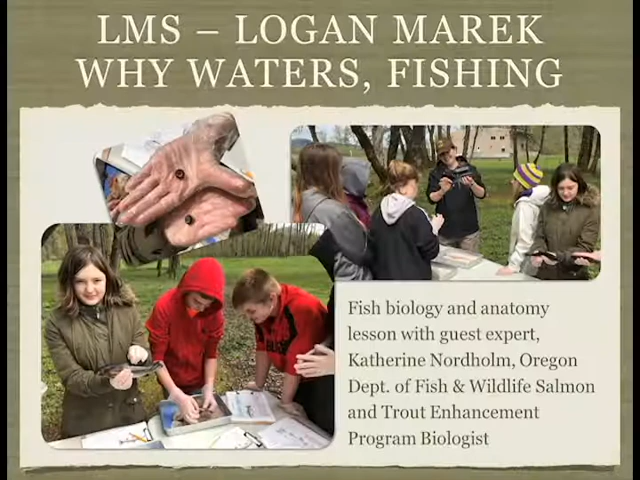 LMS – LOGAN MAREK
WHY WATERS, FISHING
Fish biology and anatomy
lesson with guest expert,
Katherine Nordholm, Oregon
Dept. of Fish & Wildlife Salmon
and Trout Enhancement
Program Biologist